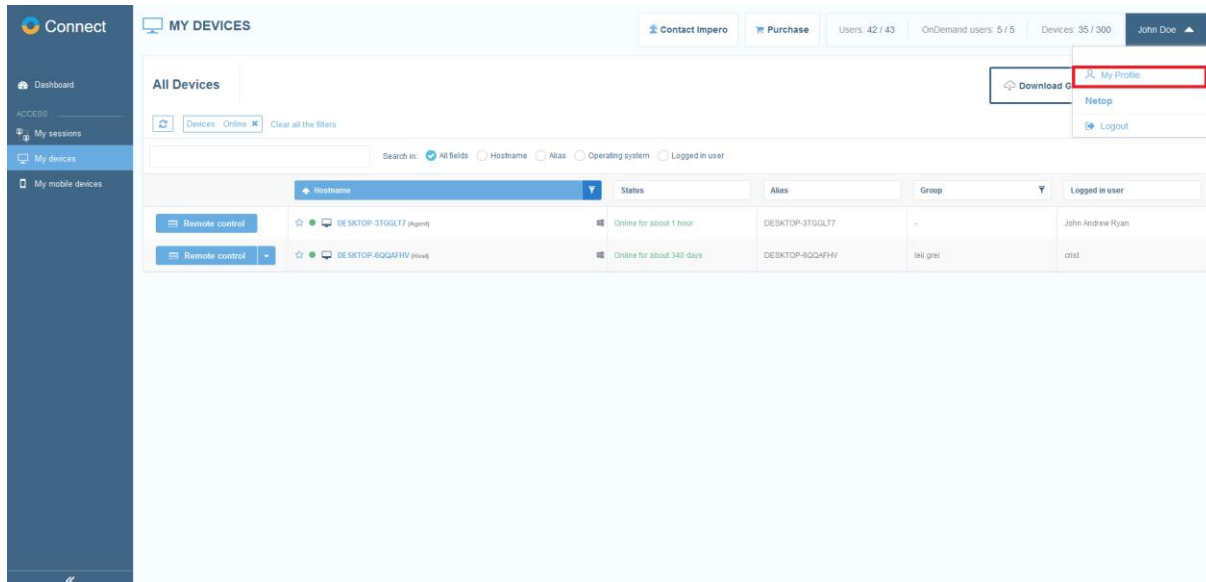 Connect
MY DEVICES
Contact Impero
Purchase
Users: 42 / 43
OnDemand users: 5 / 5
Devices: 35 / 300
John Doe
My Profile
Netop
Logout
Dashboard
ACCESS
My sessions
My devices
My mobile devices
All Devices
Download G
Devices: Online
Clear all the filters
Search in: All fields Hostname Alias Operating system Logged in user
Hostname Status Alias Group Logged in user
Remote control DESKTOP-3TGGLT7 (Agent) Online for about 1 hour DESKTOP-3TGGLT7 - John Andrew Ryan
Remote control DESKTOP-6QQAFHV (Host) Online for about 340 days DESKTOP-6QQAFHV crist